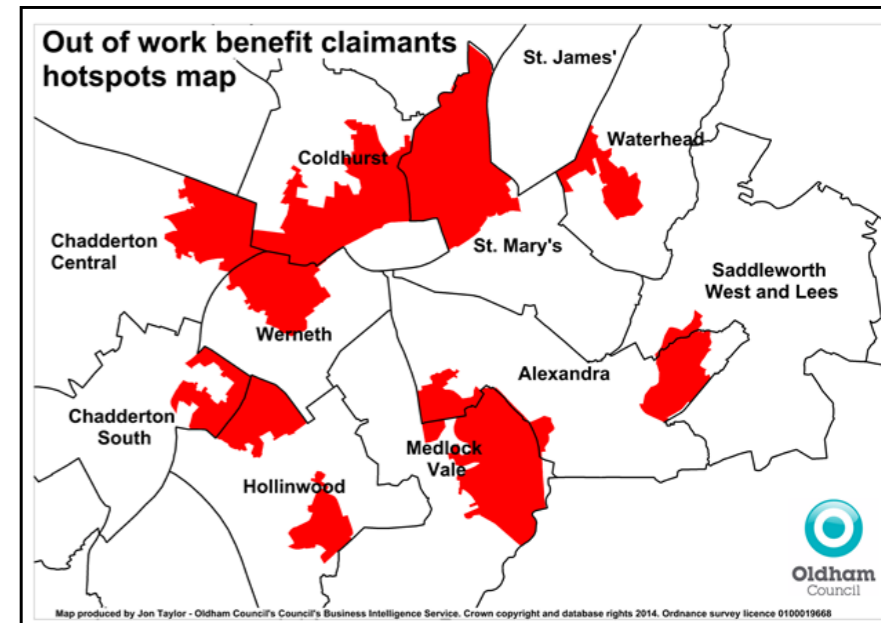 Out of work benefit claimants
hotspots map
St. James'
Coldhurst
Waterhead
Chadderton
Central
St. Mary's
Saddleworth
West and Lees
Werneth
Alexandra
Chadderton
South
Medlock
Vale
Hollinwood
Oldham
Council
Map produced by Jon Taylor - Oldham Council's Council's Business Intelligence Service. Crown copyright and database rights 2014. Ordnance survey licence 0100019668